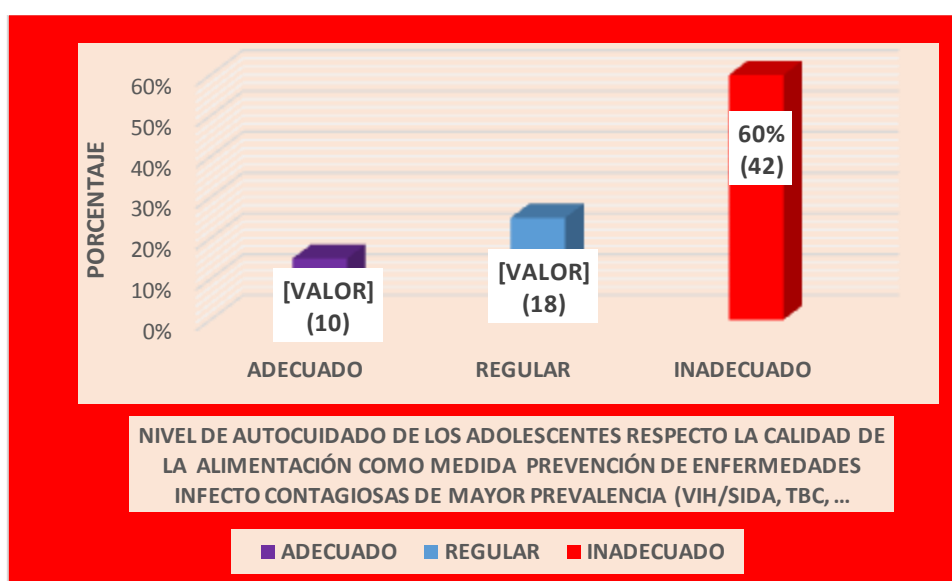 60%
50%
40%
30%
20%
10%
0%
PORCENTAJE
[VALOR]
(10)
[VALOR]
(18)
60%
(42)
ADECUADO
REGULAR
INADECUADO
NIVEL DE AUTOCUIDADO DE LOS ADOLESCENTES RESPECTO LA CALIDAD DE
LA ALIMENTACIÓN COMO MEDIDA PREVENCIÓN DE ENFERMEDADES
INFECTO CONTAGIOSAS DE MAYOR PREVALENCIA (VIH/SIDA, TBC, ...
ADECUADO
REGULAR
INADECUADO